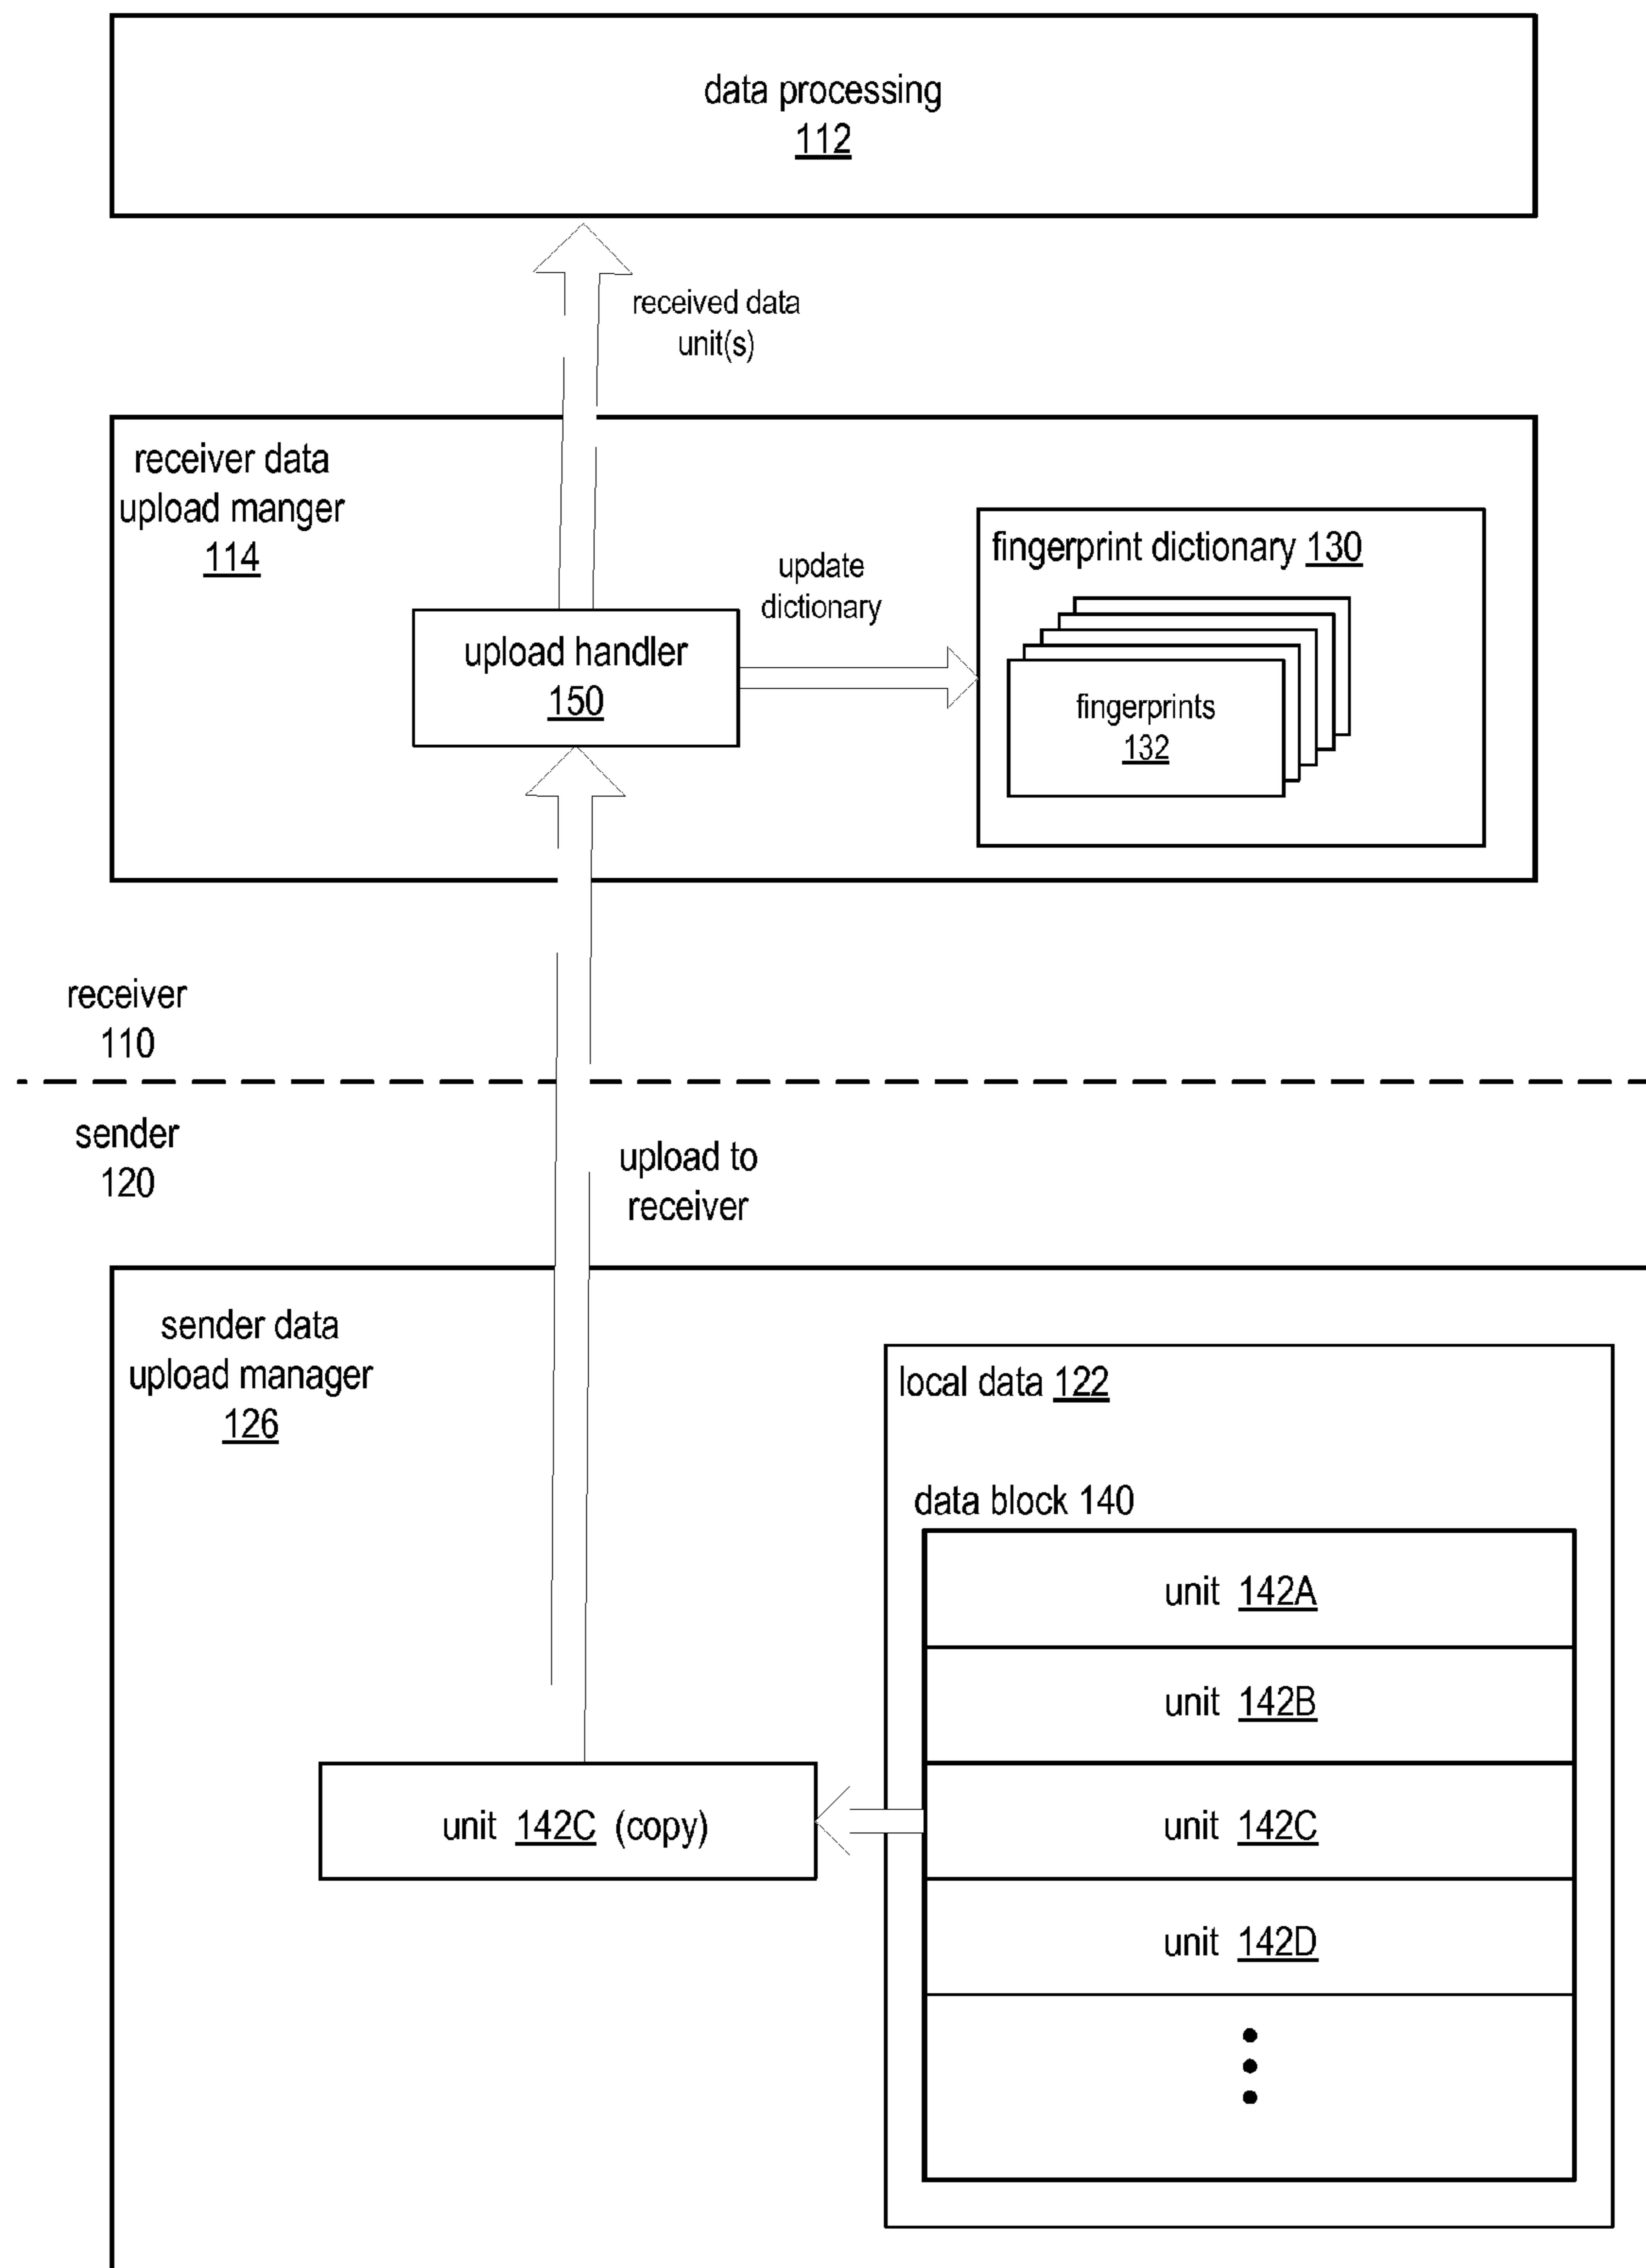 data processing
112
received data
unit(s)
receiver data
upload manger
114
fingerprint dictionary 130
update
dictionary
upload handler
150
fingerprints
132
receiver
110
sender
120
upload to
receiver
sender data
upload manager
126
local data 122
data block 140
unit 142A
unit 142B
unit 142C (copy)
unit 142C
unit 142D